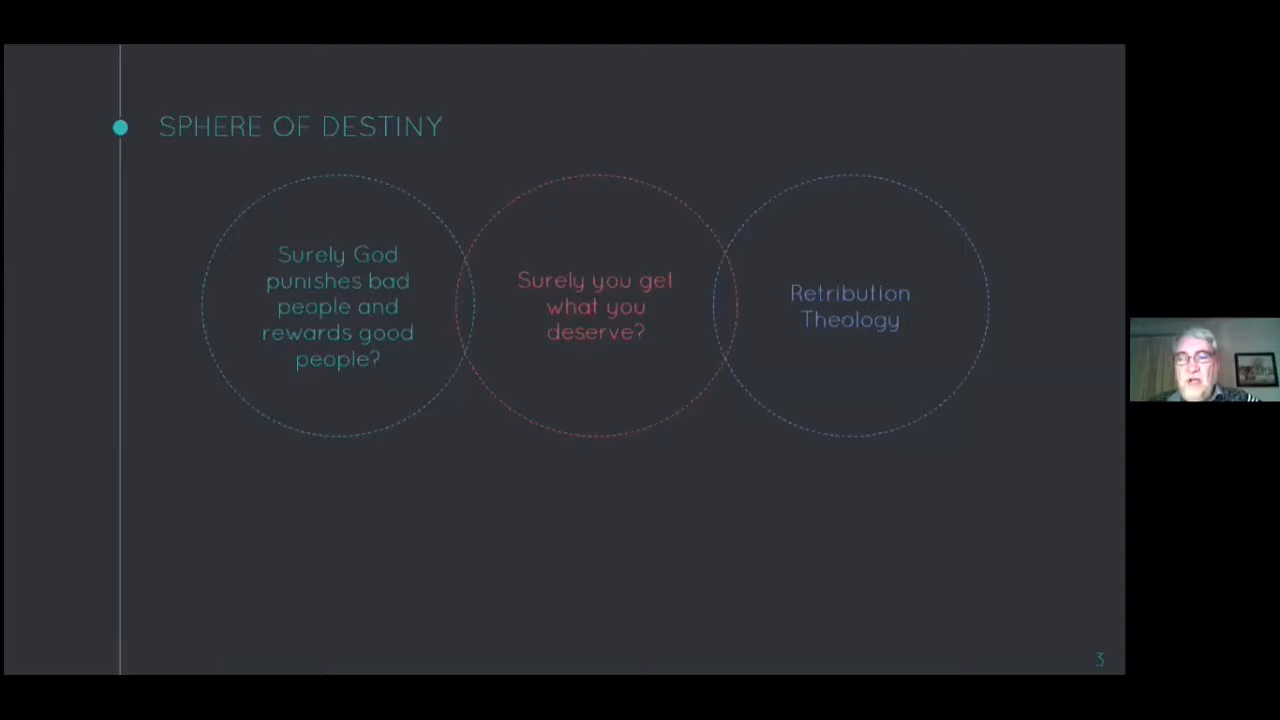 SPHERE OF DESTINY
Surely God
punishes bad
people and
rewards good
people?
Surely you get
what you
deserve?
Retribution
Theology
3